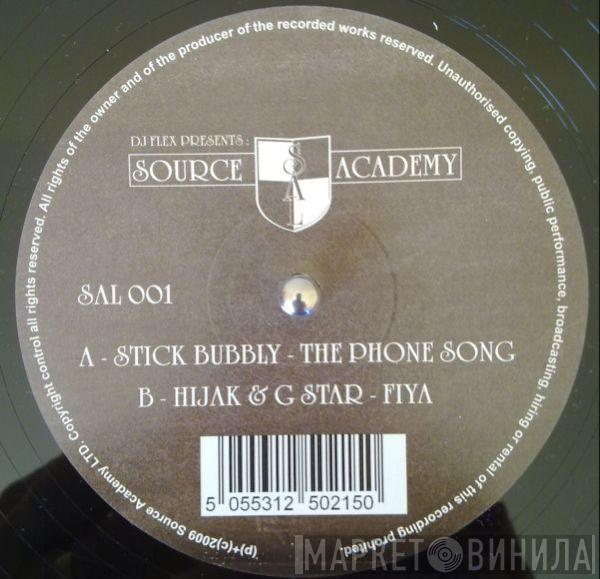 Copyright control all rights reserved. All rights of the owner and of the producer of the recorded works reserved. Unauthorised copying, public performance, broadcasting, hiring or rental of this recording prohited.
DJ FLEX PRESENTS :
SOURCE SAL ACADEMY
SAL 001
A - STICK BUBBLY - THE PHONE SONG
B - HIJAK & G STAR - FIYA
5 055312 502150
(p)+(c)2009 Source Academy LTD.
МАРКЕТ ВИНИЛА